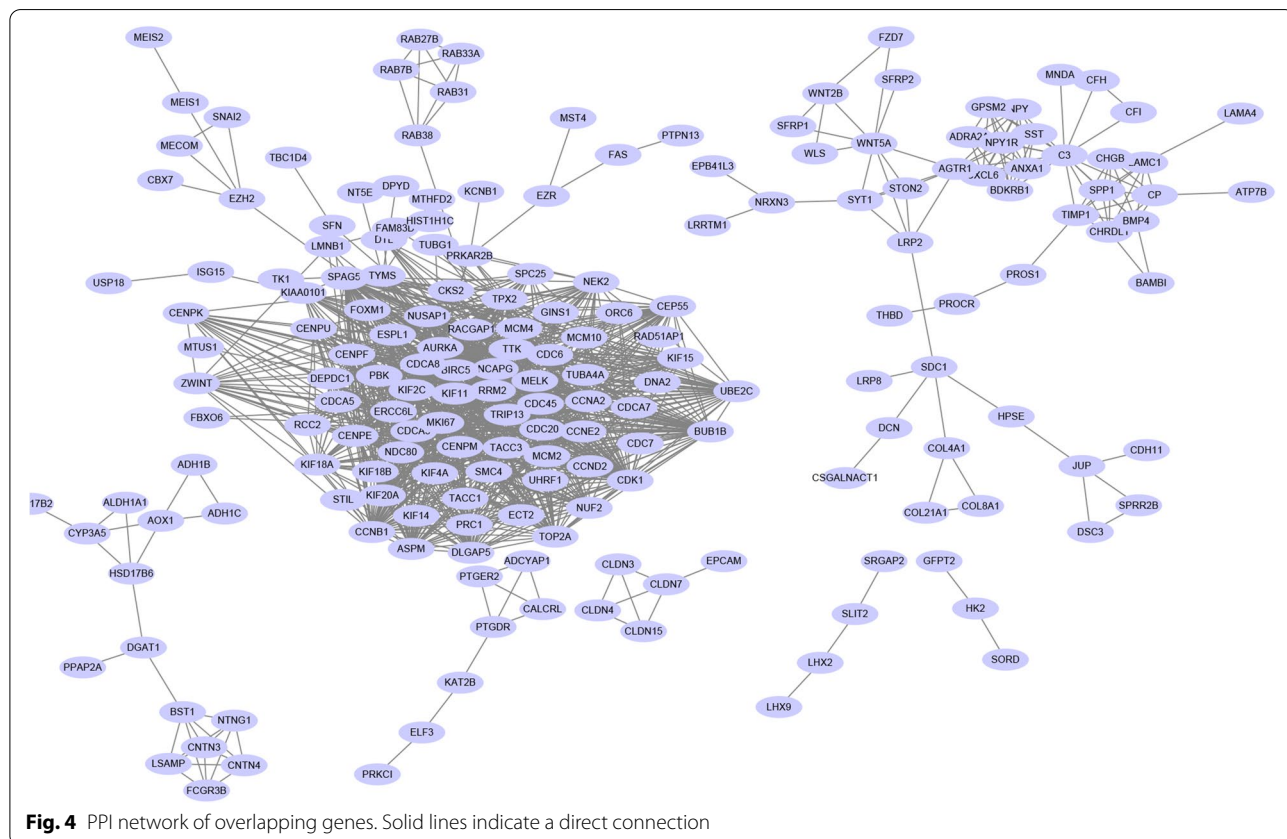 MEIS2
RAB27B
RAB33A
RAB7B
RAB31
MEIS1
SNAI2
MECOM
RAB38
MST4
PTPN13
FAS
TBC1D4
CBX7
EZH2
EZR
NT5E
DPYD
MTHFD2
KCNB1
HIST1H1C
SFN
FAM83D
DTL
TUBG1
LMNB1
PRKAR2B
USP18
ISG15
TK1
SPAG5
TYMS
SPC25
NEK2
KIAA0101
CKS2
TPX2
CEP55
CENPK
FOXM1
NUSAP1
GINS1
ORC6
CENPU
ESPL1
RACGAP1
MCM4
MCM10
RAD51AP1
MTUS1
AURKA
TTK
CENPF
CDC6
KIF15
CDCA8
BIRC5
NCAPG
ZWINT
DEPDC1
PBK
MELK
TUBA4A
DNA2
UBE2C
KIF2C
KIF11
RRM2
CDCA5
CDC45
CCNA2
CDCA7
FBXO6
RCC2
ERCC6L
MKI67
TRIP13
CDC20
CCNE2
BUB1B
CENPE
CENPM
TACC3
CDC7
NDC80
MCM2
KIF18A
KIF18B
KIF4A
SMC4
CCND2
UHRF1
CDK1
STIL
KIF20A
TACC1
NUF2
CCNB1
KIF14
PRC1
ECT2
TOP2A
ASPM
DLGAP5
FZD7
SFRP2
WNT2B
SFRP1
WLS
WNT5A
MNDA
CFH
CFI
GPSM2
NPY
SST
NPY1R
C3
CHGB
LAMC1
LAMA4
EPB41L3
AGTR1
ANXA1
BDKRB1
SPP1
CP
ATP7B
NRXN3
SYT1
STON2
TIMP1
BMP4
LRRTM1
LRP2
BAMBI
PROS1
PROCR
THBD
SDC1
LRP8
HPSE
DCN
COL4A1
JUP
CDH11
CSGALNACT1
COL21A1
COL8A1
SPRR2B
DSC3
ADH1B
ALDH1A1
17B2
AOX1
ADH1C
CYP3A5
HSD17B6
DGAT1
PPAP2A
BST1
NTNG1
CNTN3
LSAMP
CNTN4
FCGR3B
ADCYAP1
PTGER2
CALCRL
PTGDR
KAT2B
ELF3
PRKCI
CLDN3
EPCAM
CLDN7
CLDN4
CLDN15
SRGAP2
GFPT2
SLIT2
HK2
LHX2
SORD
LHX9
Fig. 4 PPI network of overlapping genes. Solid lines indicate a direct connection